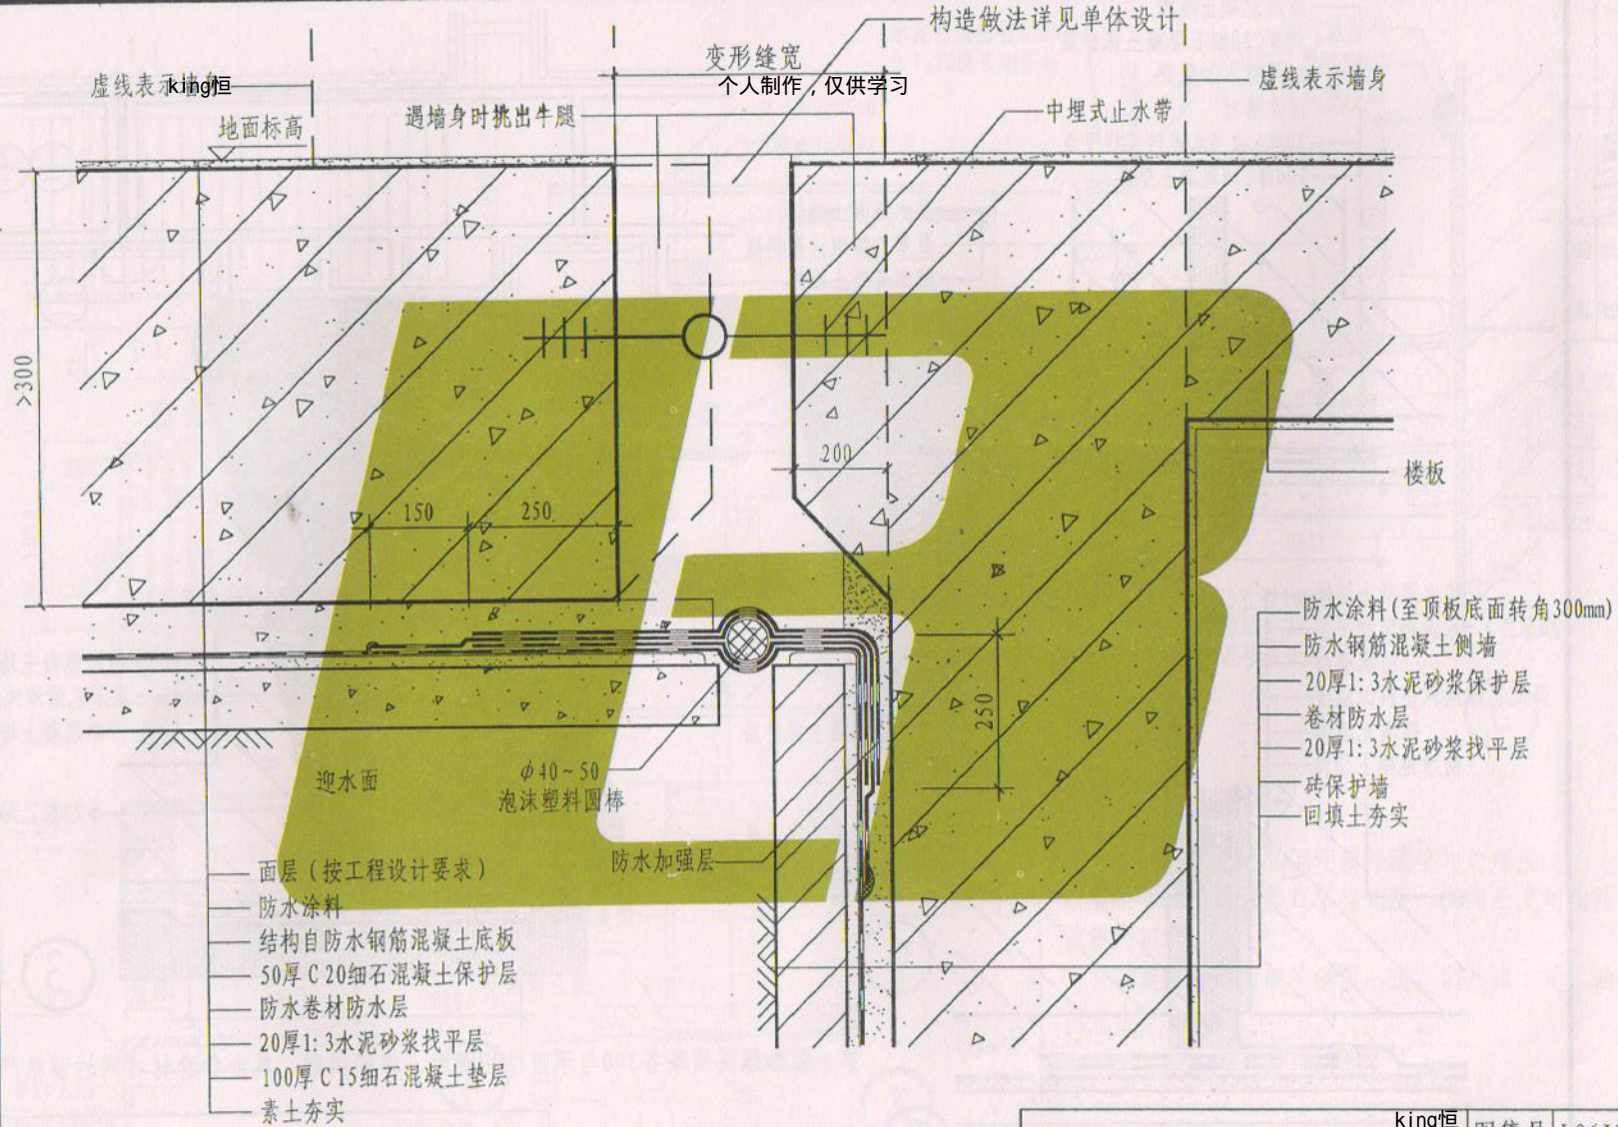 构造做法详见单体设计
变形缝宽
虚线表示墙身
king恒
个人制作，仅供学习
虚线表示墙身
遇墙身时挑出牛腿
中埋式止水带
地面标高
>300
200
楼板
150
250
防水涂料(至顶板底面转角300mm)
防水钢筋混凝土侧墙
20厚1:3水泥砂浆保护层
卷材防水层
20厚1:3水泥砂浆找平层
砖保护墙
回填土夯实
250
迎水面
φ40~50
泡沫塑料圆棒
防水加强层
面层（按工程设计要求）
防水涂料
结构自防水钢筋混凝土底板
50厚C20细石混凝土保护层
防水卷材防水层
20厚1:3水泥砂浆找平层
100厚C15细石混凝土垫层
素土夯实
king恒
图集号